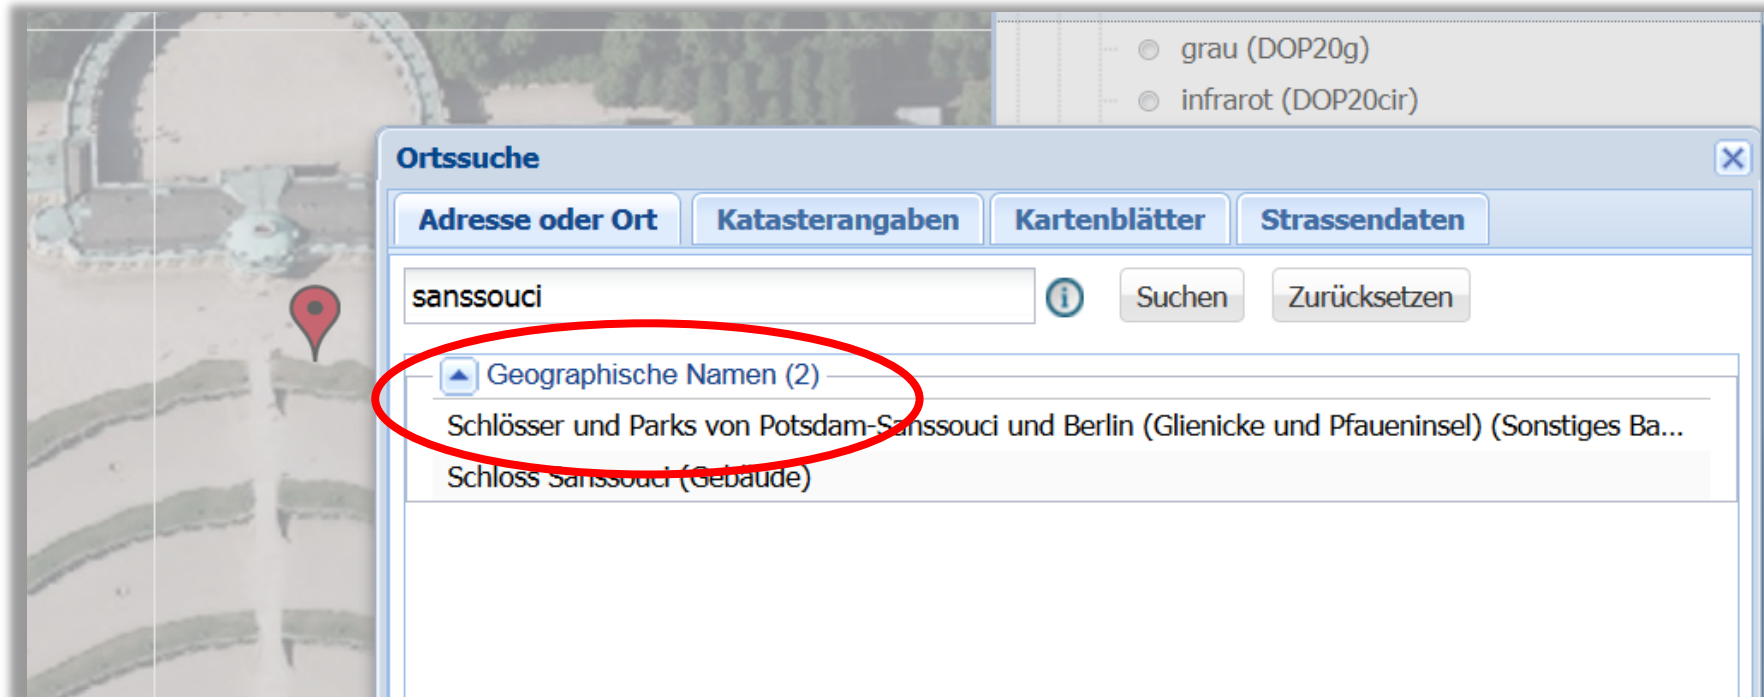 grau (DOP20g)
infrarot (DOP20cir)
Ortssuche
Adresse oder Ort Katasterangaben Kartenblätter Strassendaten
sanssouci Suchen Zurücksetzen
Geographische Namen (2)
Schlösser und Parks von Potsdam-Sanssouci und Berlin (Glienicke und Pfaueninsel) (Sonstiges Ba...
Schloss Sanssouci (Gebäude)